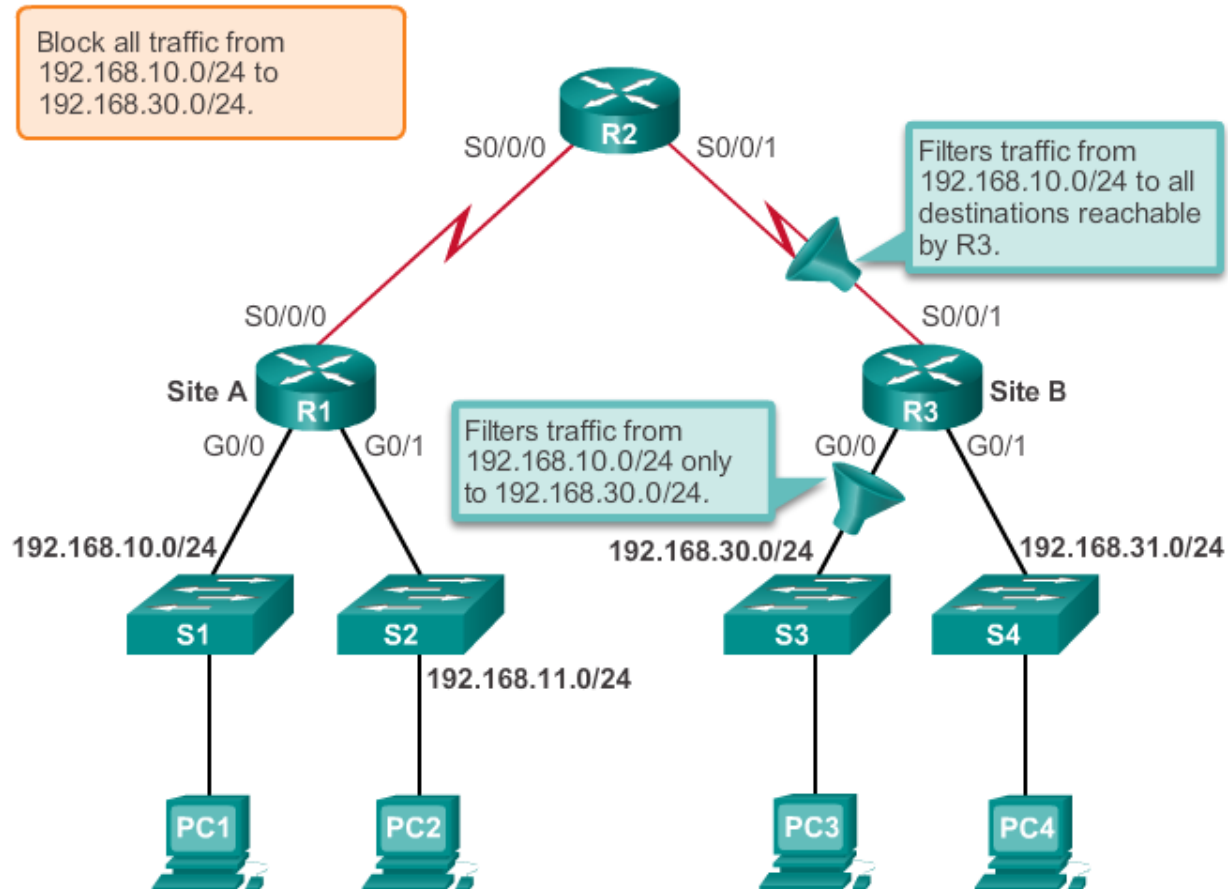 Block all traffic from
192.168.10.0/24 to
192.168.30.0/24.
R2
S0/0/0
S0/0/1
Filters traffic from
192.168.10.0/24 to all
destinations reachable
by R3.
S0/0/0
S0/0/1
Site A
R1
R3
Site B
G0/0
G0/1
Filters traffic from
192.168.10.0/24 only
to 192.168.30.0/24.
G0/0
G0/1
192.168.10.0/24
192.168.30.0/24
192.168.31.0/24
S1
S2
S3
S4
192.168.11.0/24
PC1
PC2
PC3
PC4